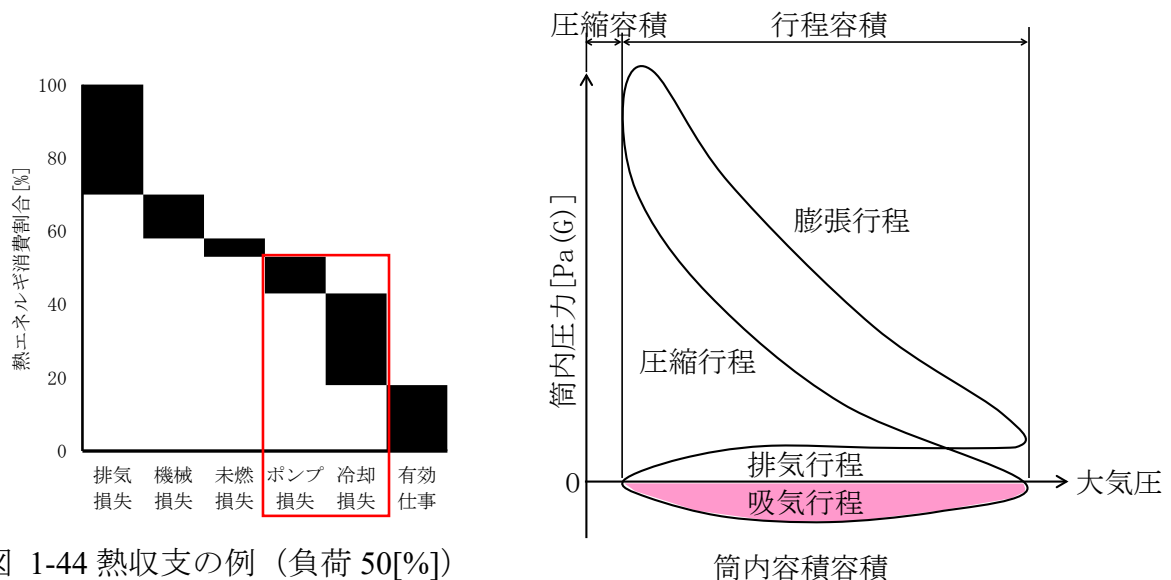 100
80
60
40
20
0
熱エネルギ消費割合[%]
排気
損失
機械
損失
未燃
損失
ポンプ
損失
冷却
損失
有効
仕事
図 1-44 熱収支の例（負荷 50[%]）
圧縮容積
行程容積
筒内圧力[Pa(G)]
膨張行程
圧縮行程
排気行程
0
吸気行程
大気圧
筒内容積容積